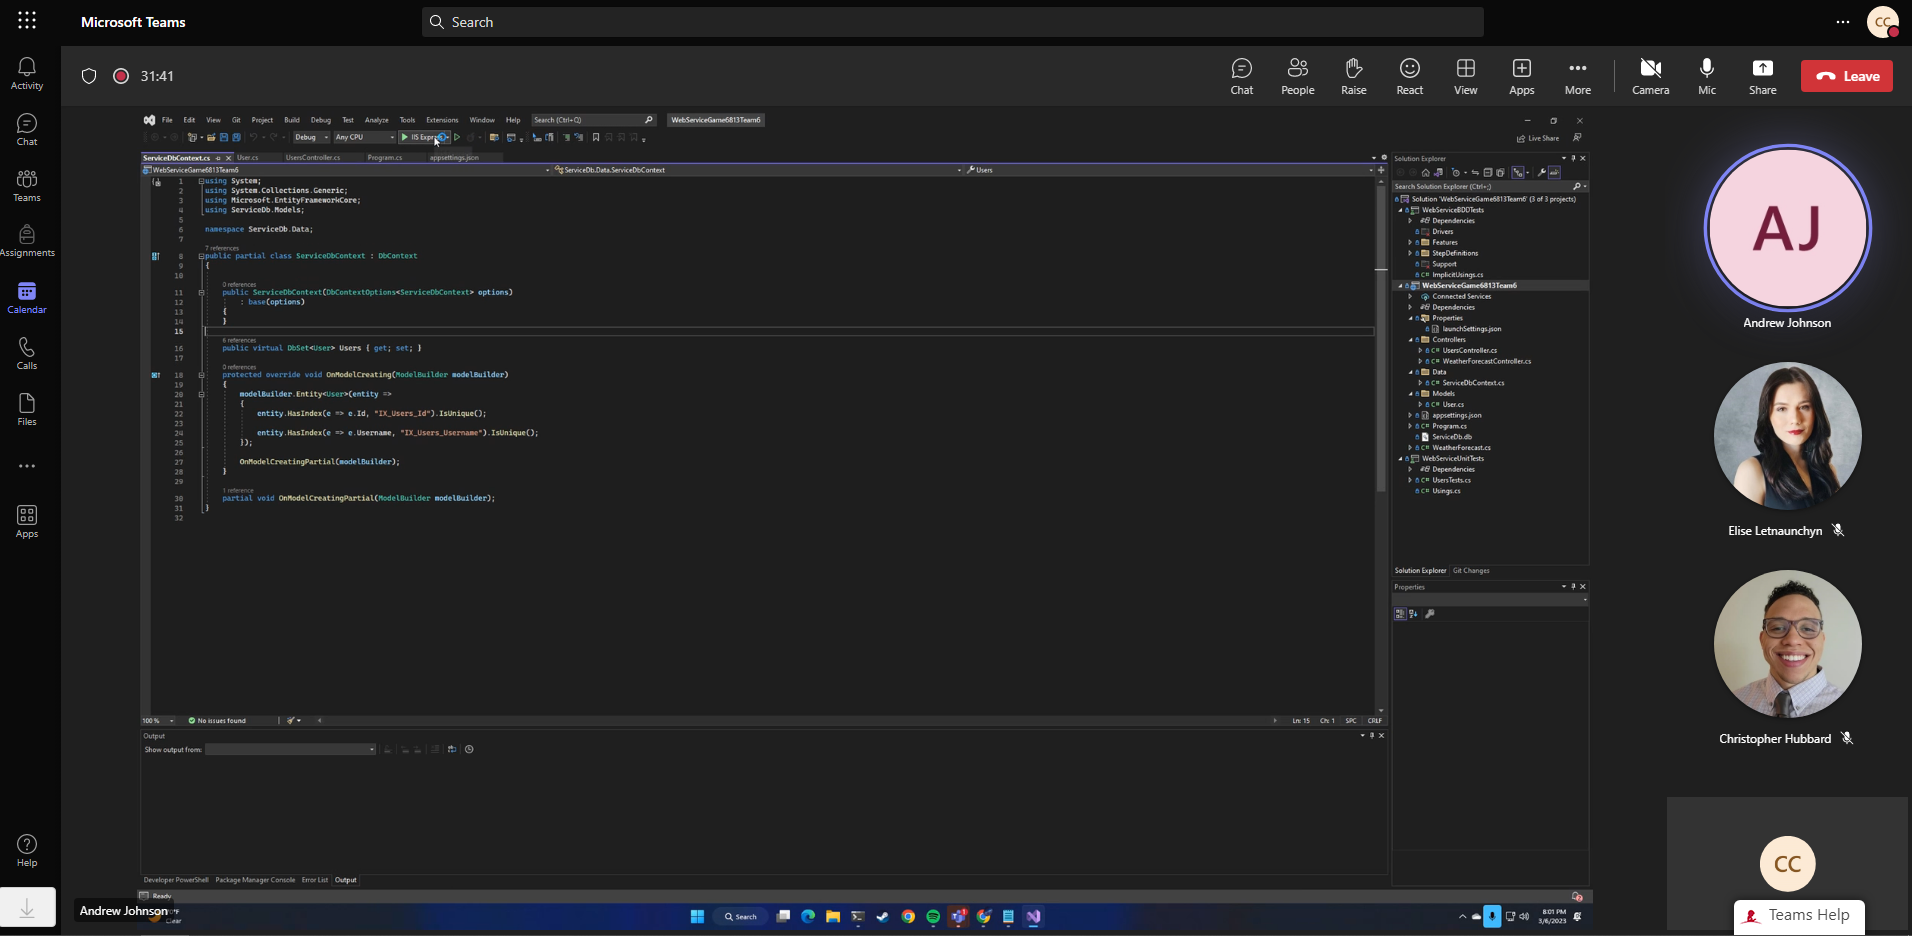 Microsoft Teams
Search
CC
Activity
Chat
Teams
Assignments
Calendar
Calls
Files
Apps
Help
31:41
Chat
People
Raise
React
View
Apps
More
Camera
Mic
Share
Leave
File Edit View Git Project Build Debug Test Analyze Tools Extensions Window Help Search (Ctrl+Q) WebServiceGame6813Team6
Debug Any CPU IIS Express
Live Share
ServiceDbContext.cs User.cs UsersController.cs Program.cs appsettings.json
WebServiceGame6813Team6 ServiceDb.Data.ServiceDbContext Users
1 using System;
2 using System.Collections.Generic;
3 using Microsoft.EntityFrameworkCore;
4 using ServiceDb.Models;
5
6 namespace ServiceDb.Data;
7
7 references
8 public partial class ServiceDbContext : DbContext
9 {
10
0 references
11 public ServiceDbContext(DbContextOptions<ServiceDbContext> options)
12 : base(options)
13 {
14 }
15
6 references
16 public virtual DbSet<User> Users { get; set; }
17
0 references
18 protected override void OnModelCreating(ModelBuilder modelBuilder)
19 {
20 modelBuilder.Entity<User>(entity =>
21 {
22 entity.HasIndex(e => e.Id, "IX_Users_Id").IsUnique();
23
24 entity.HasIndex(e => e.Username, "IX_Users_Username").IsUnique();
25 });
26
27 OnModelCreatingPartial(modelBuilder);
28 }
29
1 reference
30 partial void OnModelCreatingPartial(ModelBuilder modelBuilder);
31 }
32
100 % No issues found Ln: 15 Ch: 1 SPC CRLF
Output
Show output from:
Developer PowerShell Package Manager Console Error List Output
Ready
Solution Explorer
Search Solution Explorer (Ctrl+;)
Solution 'WebServiceGame6813Team6' (3 of 3 projects)
WebServiceBDDTests
Dependencies
Drivers
Features
StepDefinitions
Support
ImplicitUsings.cs
WebServiceGame6813Team6
Connected Services
Dependencies
Properties
launchSettings.json
Controllers
UsersController.cs
WeatherForecastController.cs
Data
ServiceDbContext.cs
Models
User.cs
appsettings.json
Program.cs
ServiceDb.db
WeatherForecast.cs
WebServiceUnitTests
Dependencies
UsersTests.cs
Usings.cs
Solution Explorer Git Changes
Properties
Andrew Johnson
Clear
Search
8:01 PM
3/6/2023
AJ
Andrew Johnson
Elise Letnaunchyn
Christopher Hubbard
CC
Teams Help